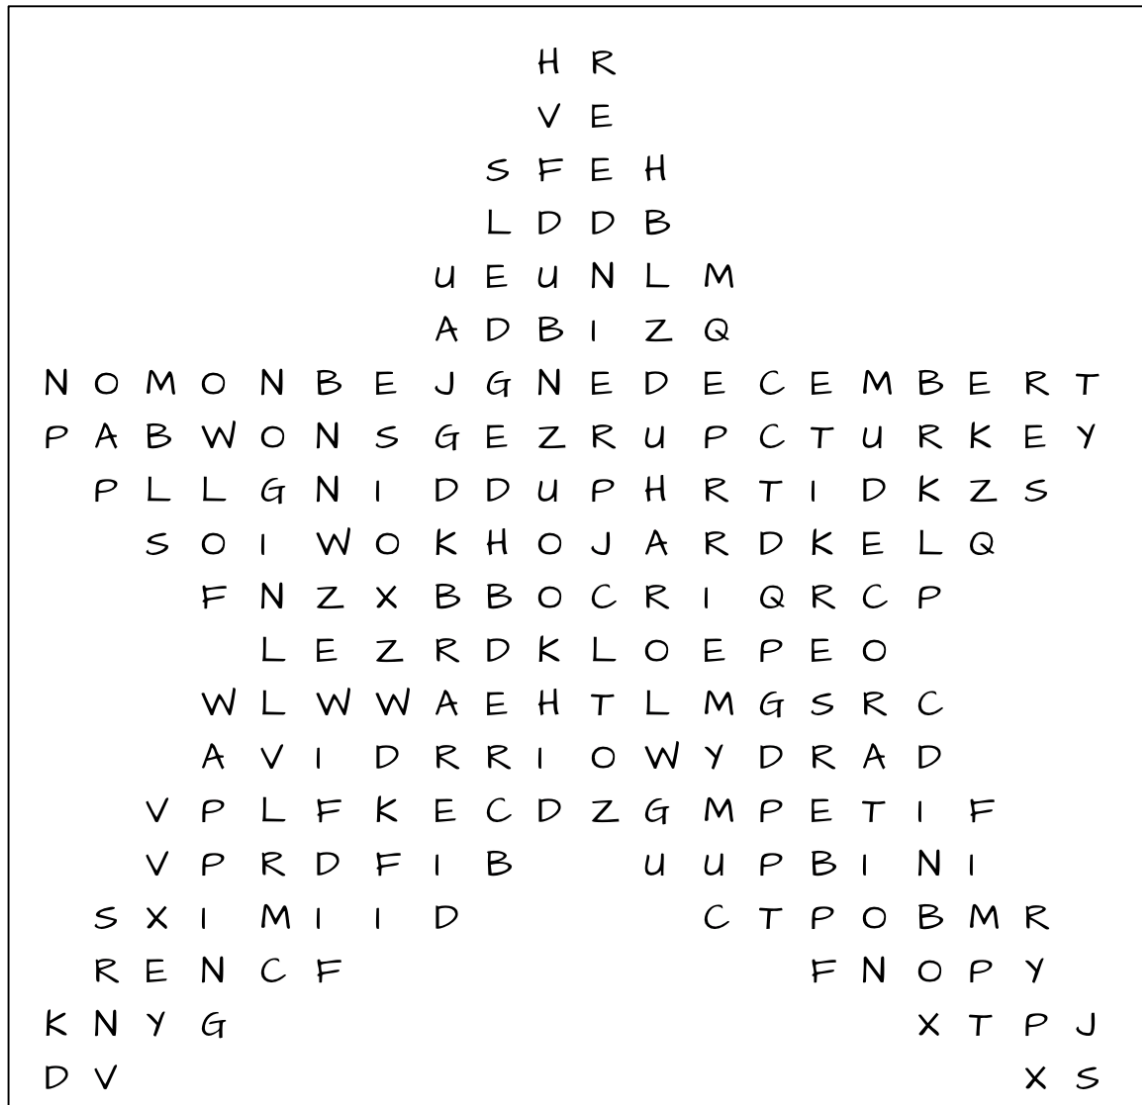 H R
V E
S F E H
L D D B
U E U N L M
A D B I Z Q
N O M O N B E J G N E D E C E M B E R T
P A B W O N S G E Z R U P C T U R K E Y
P L L G N I D D U P H R T I D K Z S
S O I W O K H O J A R D K E L Q
F N Z X B B O C R I Q R C P
L E Z R D K L O E P E O
W L W W A E H T L M G S R C
A V I D R R I O W Y D R A D
V P L F K E C D Z G M P E T I F
V P R D F I B U U P B I N I
S X I M I I D C T P O B M R
R E N C F F N O P Y
K N Y G X T P J
D V X S